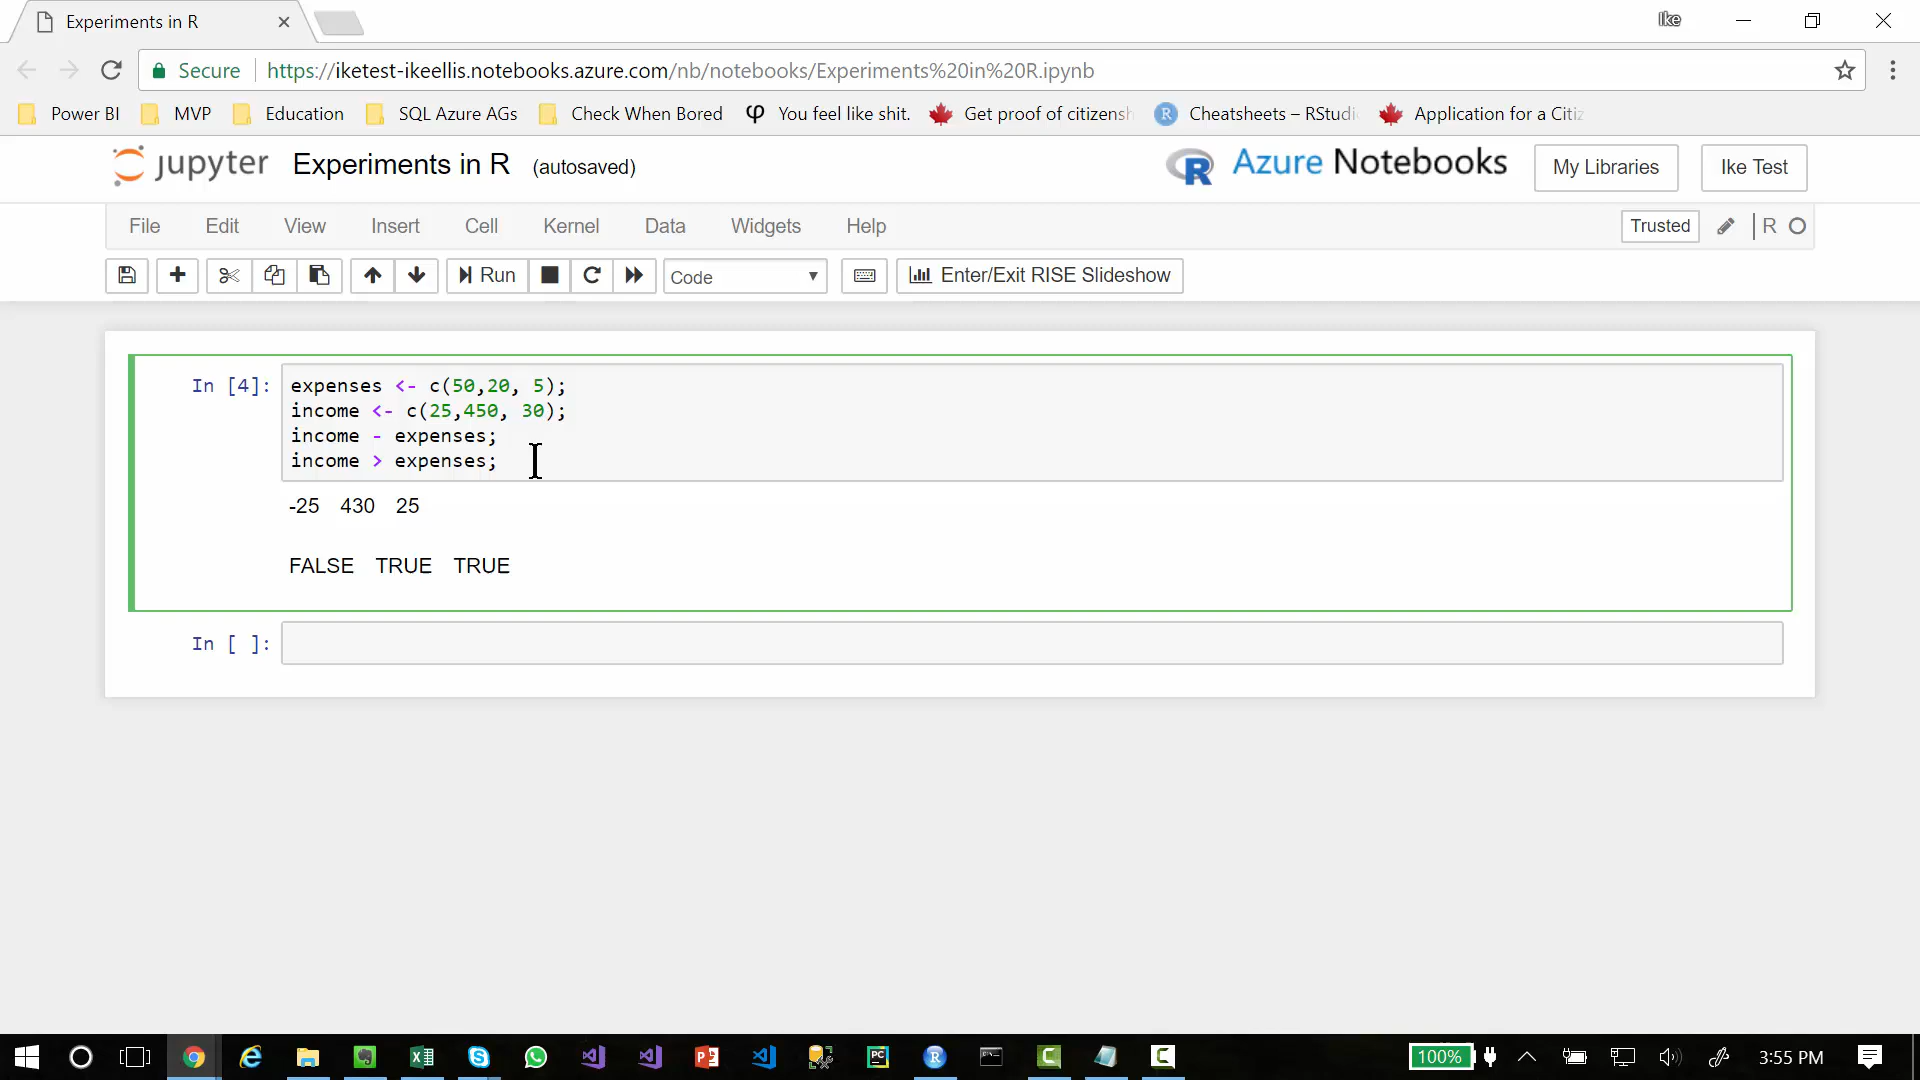 Experiments in R
Ike
Secure https://iketest-ikeellis.notebooks.azure.com/nb/notebooks/Experiments%20in%20R.ipynb
Power BI MVP Education SQL Azure AGs Check When Bored You feel like shit. Get proof of citizensh Cheatsheets – RStudi Application for a Citiz
jupyter Experiments in R (autosaved) R Azure Notebooks My Libraries Ike Test
File Edit View Insert Cell Kernel Data Widgets Help Trusted R
Run Code Enter/Exit RISE Slideshow
In [4]: expenses <- c(50,20, 5);
income <- c(25,450, 30);
income - expenses;
income > expenses;
-25 430 25
FALSE TRUE TRUE
In [ ]:
100% 3:55 PM